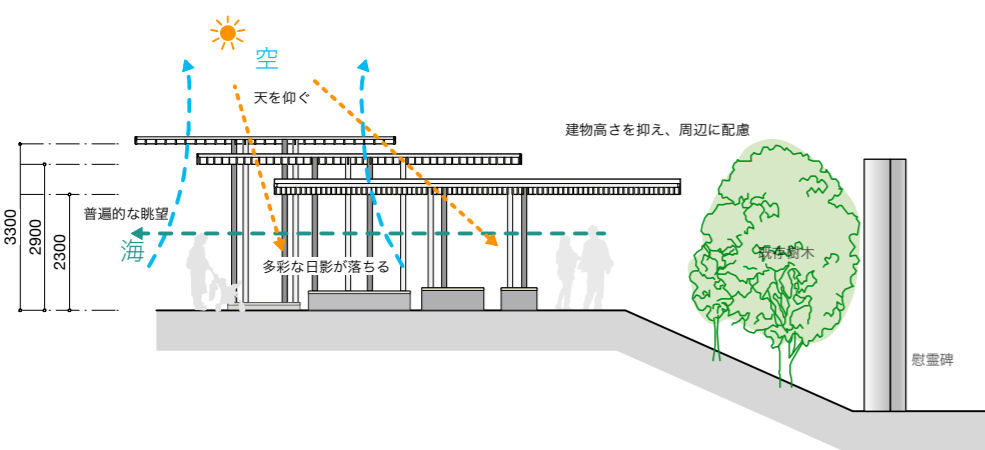 空
天を仰ぐ
建物高さを抑え、周辺に配慮
普遍的な眺望
海
3300
2900
2300
多彩な日影が落ちる
既存樹木
慰霊碑